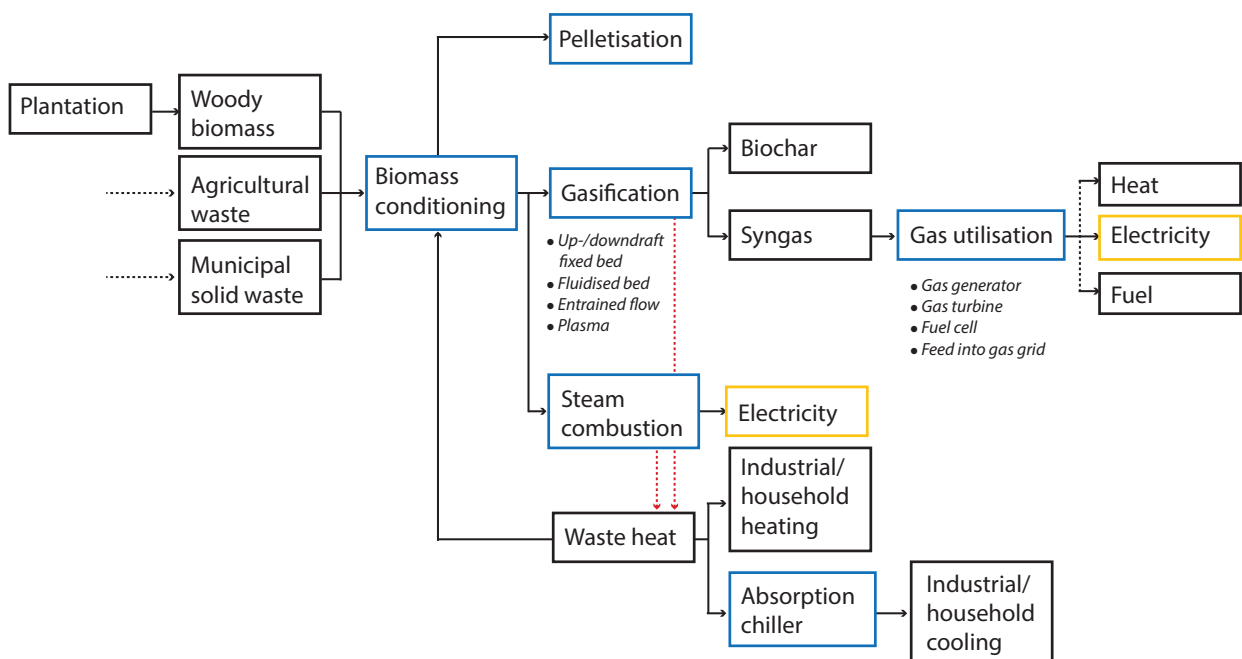 Pelletisation
Plantation
Woody
biomass
Agricultural
waste
Municipal
solid waste
Biomass
conditioning
Gasification
• Up-/downdraft
fixed bed
• Fluidised bed
• Entrained flow
• Plasma
Biochar
Syngas
Gas utilisation
• Gas generator
• Gas turbine
• Fuel cell
• Feed into gas grid
Heat
Electricity
Fuel
Steam
combustion
Electricity
Waste heat
Industrial/
household
heating
Absorption
chiller
Industrial/
household
cooling